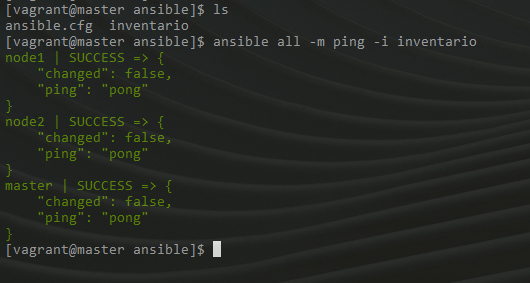 [vagrant@master ansible]$ ls
ansible.cfg  inventario
[vagrant@master ansible]$ ansible all -m ping -i inventario
node1 | SUCCESS => {
    "changed": false,
    "ping": "pong"
}
node2 | SUCCESS => {
    "changed": false,
    "ping": "pong"
}
master | SUCCESS => {
    "changed": false,
    "ping": "pong"
}
[vagrant@master ansible]$